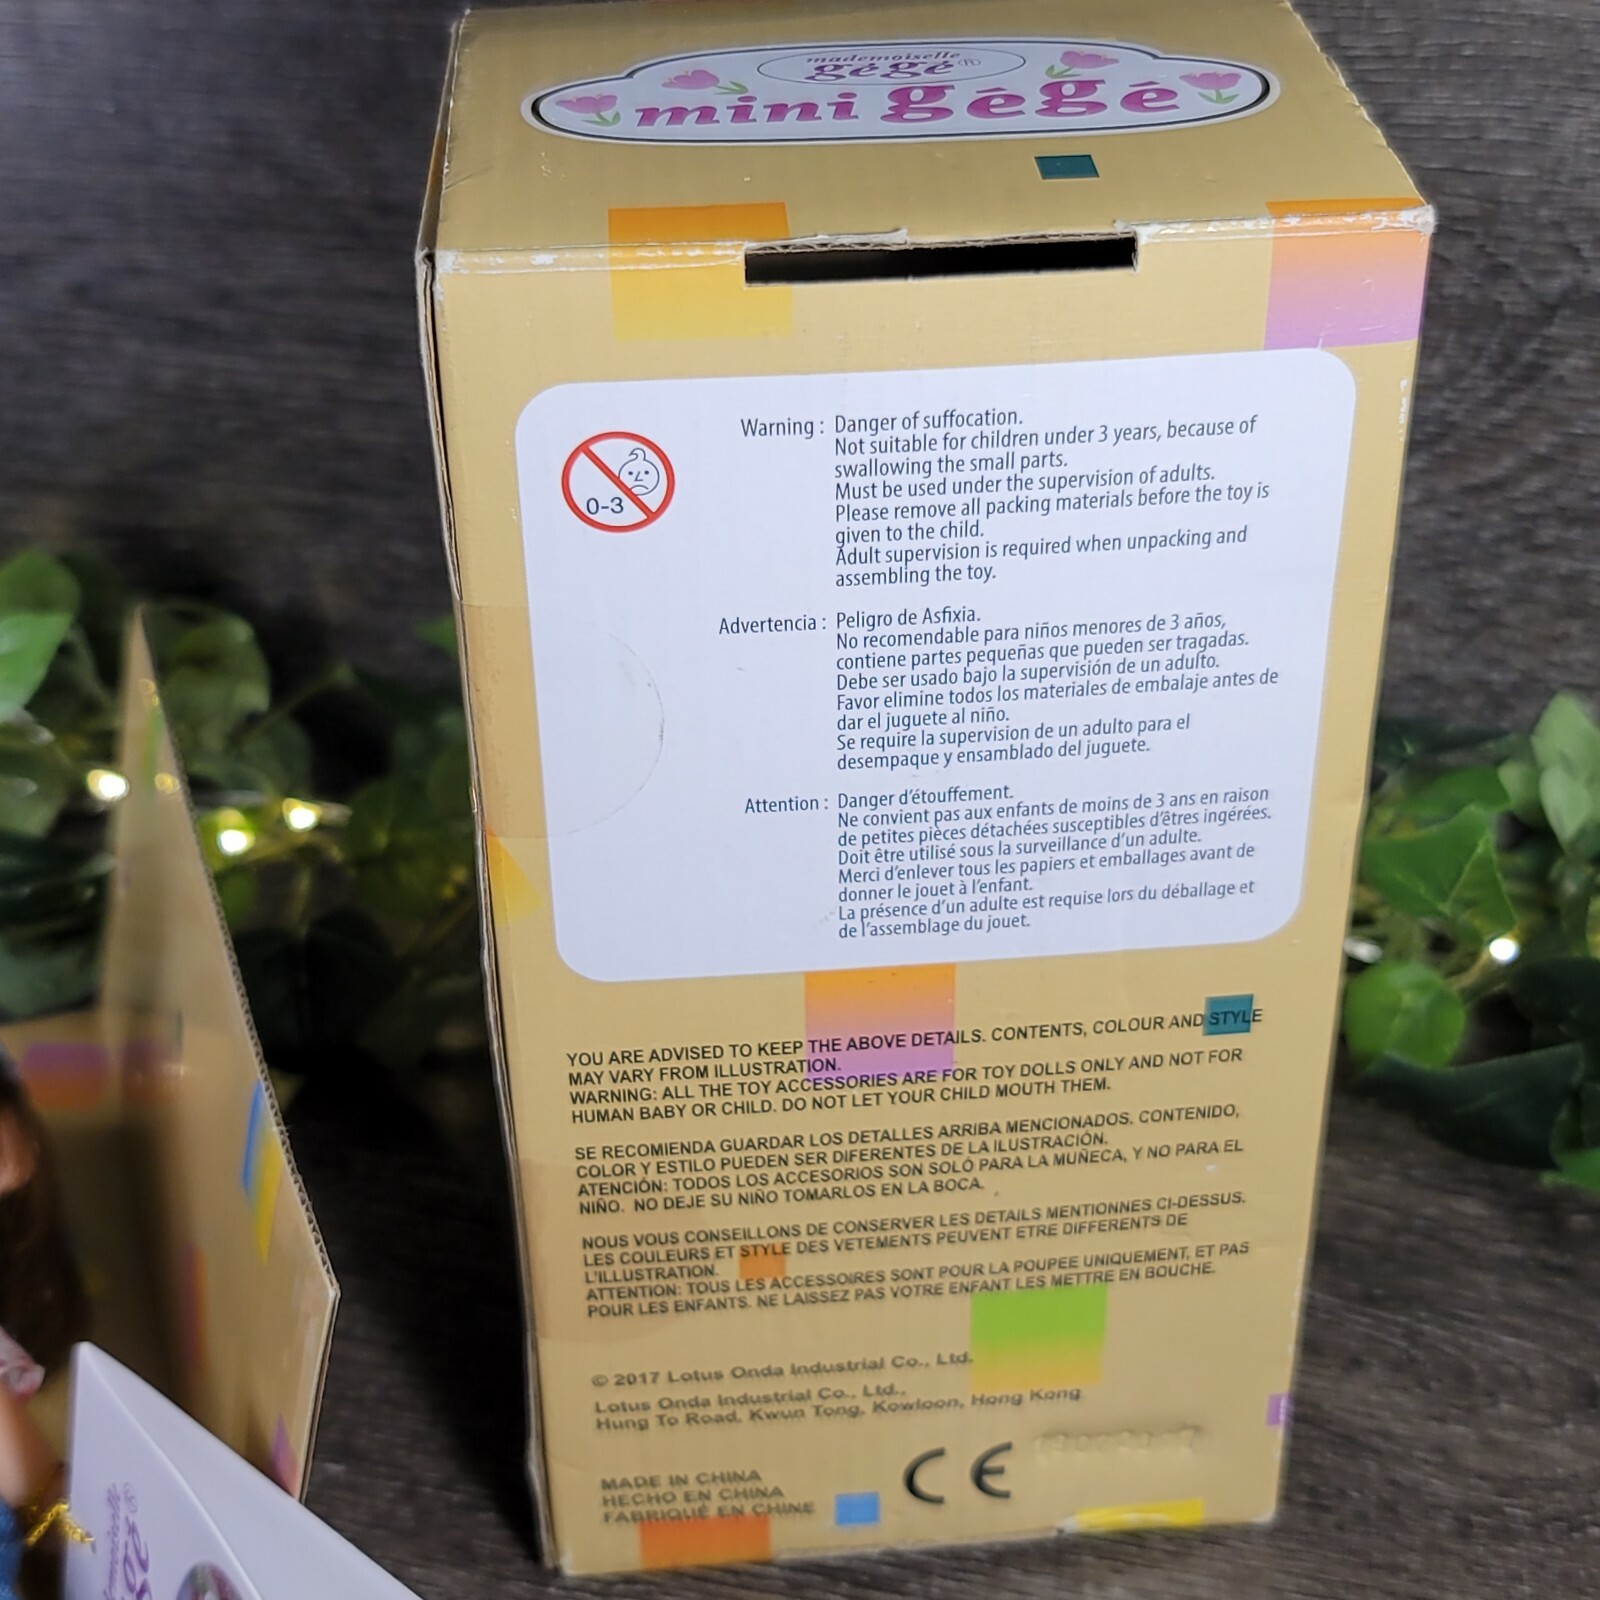 mademoiselle
gégé®
mini gégé
0-3
Warning : Danger of suffocation.
Not suitable for children under 3 years, because of
swallowing the small parts.
Must be used under the supervision of adults.
Please remove all packing materials before the toy is
given to the child.
Adult supervision is required when unpacking and
assembling the toy.
Advertencia : Peligro de Asfixia.
No recomendable para niños menores de 3 años,
contiene partes pequeñas que pueden ser tragadas.
Debe ser usado bajo la supervisión de un adulto.
Favor elimine todos los materiales de embalaje antes de
dar el juguete al niño.
Se require la supervision de un adulto para el
desempaque y ensamblado del juguete.
Attention : Danger d'étouffement.
Ne convient pas aux enfants de moins de 3 ans en raison
de petites pièces détachées susceptibles d'êtres ingérées.
Doit être utilisé sous la surveillance d'un adulte.
Merci d'enlever tous les papiers et emballages avant de
donner le jouet à l'enfant.
La présence d'un adulte est requise lors du déballage et
de l'assemblage du jouet.
YOU ARE ADVISED TO KEEP THE ABOVE DETAILS. CONTENTS, COLOUR AND STYLE
MAY VARY FROM ILLUSTRATION.
WARNING: ALL THE TOY ACCESSORIES ARE FOR TOY DOLLS ONLY AND NOT FOR
HUMAN BABY OR CHILD. DO NOT LET YOUR CHILD MOUTH THEM.
SE RECOMIENDA GUARDAR LOS DETALLES ARRIBA MENCIONADOS. CONTENIDO,
COLOR Y ESTILO PUEDEN SER DIFERENTES DE LA ILUSTRACIÓN.
ATENCIÓN: TODOS LOS ACCESORIOS SON SOLÓ PARA LA MUÑECA, Y NO PARA EL
NIÑO. NO DEJE SU NIÑO TOMARLOS EN LA BOCA.
NOUS VOUS CONSEILLONS DE CONSERVER LES DETAILS MENTIONNES CI-DESSUS.
LES COULEURS ET STYLE DES VETEMENTS PEUVENT ETRE DIFFERENTS DE
L'ILLUSTRATION.
ATTENTION: TOUS LES ACCESSOIRES SONT POUR LA POUPEE UNIQUEMENT, ET PAS
POUR LES ENFANTS. NE LAISSEZ PAS VOTRE ENFANT LES METTRE EN BOUCHE.
© 2017 Lotus Onda Industrial Co., Ltd.
Lotus Onda Industrial Co., Ltd.,
Hung To Road, Kwun Tong, Kowloon, Hong Kong
CE
MADE IN CHINA
HECHO EN CHINA
FABRIQUÉ EN CHINE